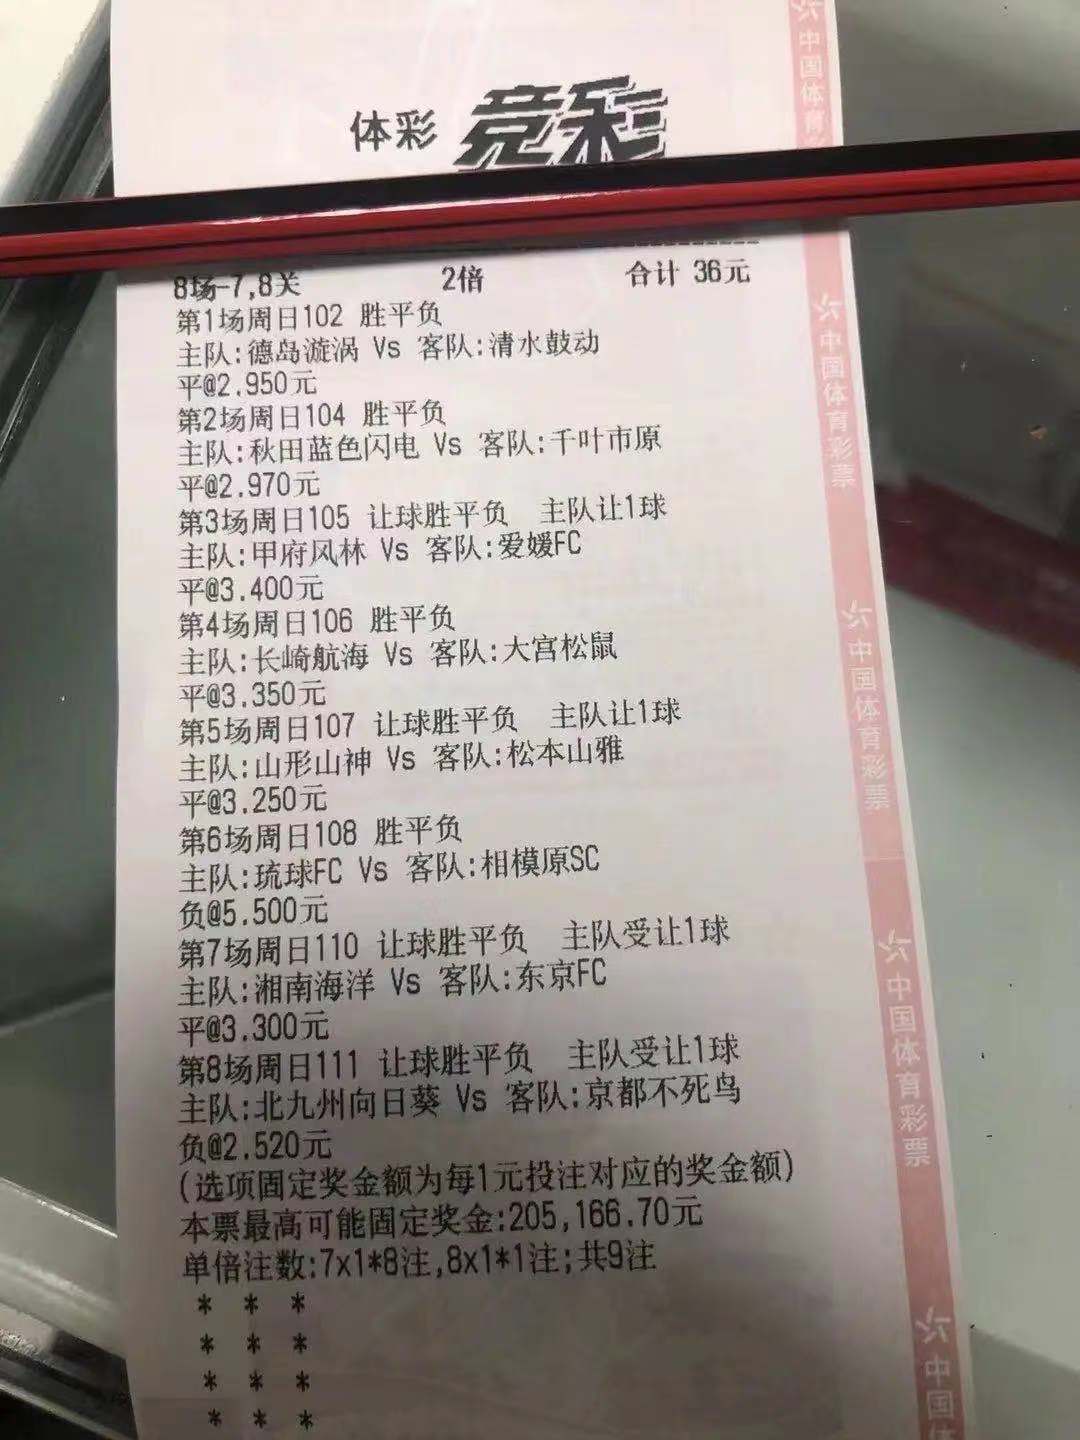 体彩 竞彩
8场-7,8关 2倍 合计 36元
第1场周日102 胜平负
主队:德岛漩涡 Vs 客队:清水鼓动
平@2.950元
第2场周日104 胜平负
主队:秋田蓝色闪电 Vs 客队:千叶市原
平@2.970元
第3场周日105 让球胜平负 主队让1球
主队:甲府风林 Vs 客队:爱媛FC
平@3.400元
第4场周日106 胜平负
主队:长崎航海 Vs 客队:大宫松鼠
平@3.350元
第5场周日107 让球胜平负 主队让1球
主队:山形山神 Vs 客队:松本山雅
平@3.250元
第6场周日108 胜平负
主队:琉球FC Vs 客队:相模原SC
负@5.500元
第7场周日110 让球胜平负 主队受让1球
主队:湘南海洋 Vs 客队:东京FC
平@3.300元
第8场周日111 让球胜平负 主队受让1球
主队:北九州向日葵 Vs 客队:京都不死鸟
负@2.520元
(选项固定奖金额为每1元投注对应的奖金额)
本票最高可能固定奖金:205,166.70元
单倍注数:7x1*8注,8x1*1注;共9注
* * *
* * *
* * *
* * *
中国体育
中国体育彩票
中国体育彩票
中国体育彩票
中国体